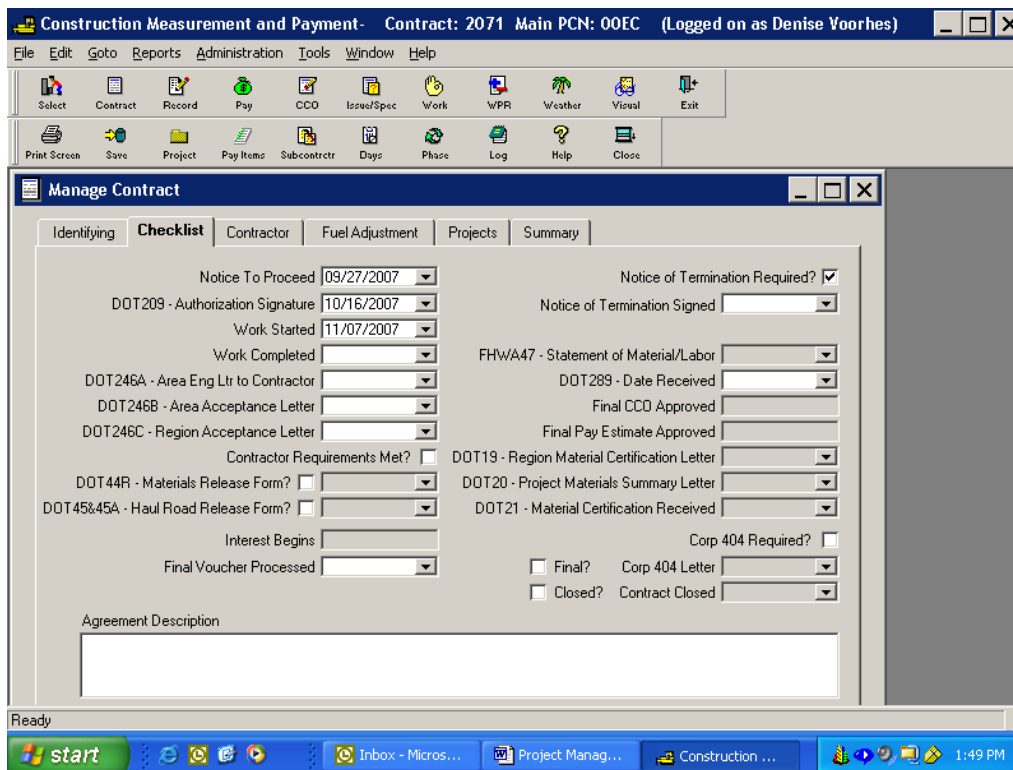 Construction Measurement and Payment-   Contract: 2071  Main PCN: 00EC   (Logged on as Denise Voorhes)
File  Edit  Goto  Reports  Administration  Tools  Window  Help
Select  Contract  Record  Pay  CCO  Issue/Spec  Work  WPR  Weather  Visual  Exit
Print Screen  Save  Project  Pay Items  Subcontrctr  Days  Phase  Log  Help  Close
Manage Contract
Identifying  Checklist  Contractor  Fuel Adjustment  Projects  Summary
Notice To Proceed 09/27/2007  Notice of Termination Required?
DOT209 - Authorization Signature 10/16/2007  Notice of Termination Signed
Work Started 11/07/2007
Work Completed  FHWA47 - Statement of Material/Labor
DOT246A - Area Eng Ltr to Contractor  DOT289 - Date Received
DOT246B - Area Acceptance Letter  Final CCO Approved
DOT246C - Region Acceptance Letter  Final Pay Estimate Approved
Contractor Requirements Met?  DOT19 - Region Material Certification Letter
DOT44R - Materials Release Form?  DOT20 - Project Materials Summary Letter
DOT45&45A - Haul Road Release Form?  DOT21 - Material Certification Received
Interest Begins  Corp 404 Required?
Final Voucher Processed  Final?  Corp 404 Letter
Closed?  Contract Closed
Agreement Description
Ready
start  Inbox - Micros...  Project Manag...  Construction ...  1:49 PM